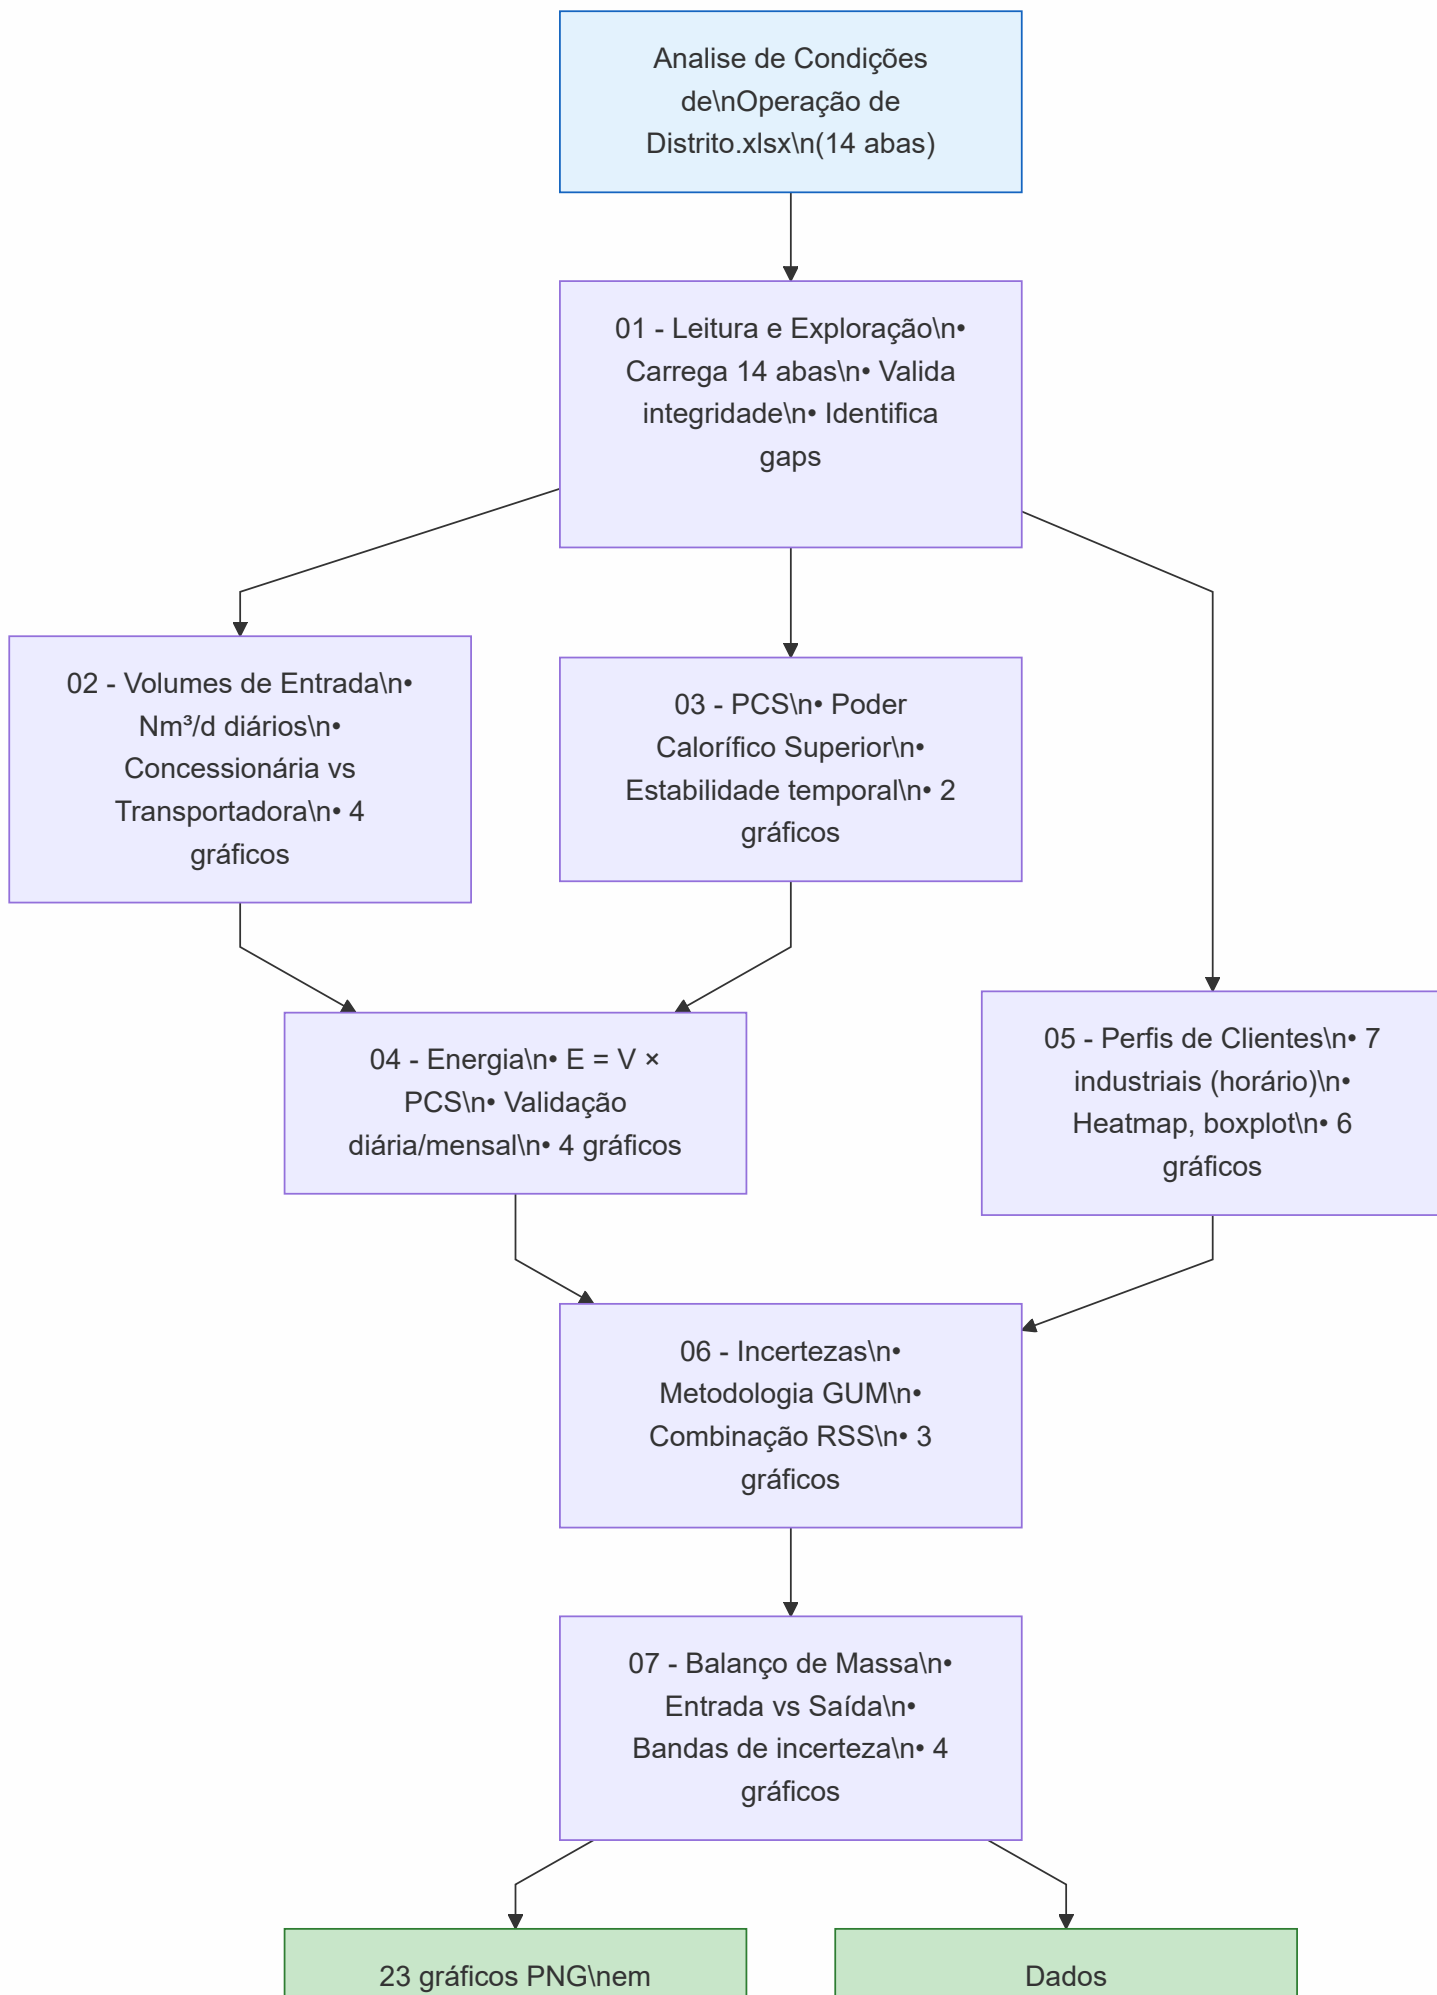 Analise de Condições
de\nOperação de
Distrito.xlsx\n(14 abas)
01 - Leitura e Exploração\n•
Carrega 14 abas\n• Valida
integridade\n• Identifica
gaps
02 - Volumes de Entrada\n•
Nm³/d diários\n•
Concessionária vs
Transportadora\n• 4
gráficos
03 - PCS\n• Poder
Calorífico Superior\n•
Estabilidade temporal\n• 2
gráficos
04 - Energia\n• E = V ×
PCS\n• Validação
diária/mensal\n• 4 gráficos
05 - Perfis de Clientes\n• 7
industriais (horário)\n•
Heatmap, boxplot\n• 6
gráficos
06 - Incertezas\n•
Metodologia GUM\n•
Combinação RSS\n• 3
gráficos
07 - Balanço de Massa\n•
Entrada vs Saída\n•
Bandas de incerteza\n• 4
gráficos
23 gráficos PNG\nem
Dados